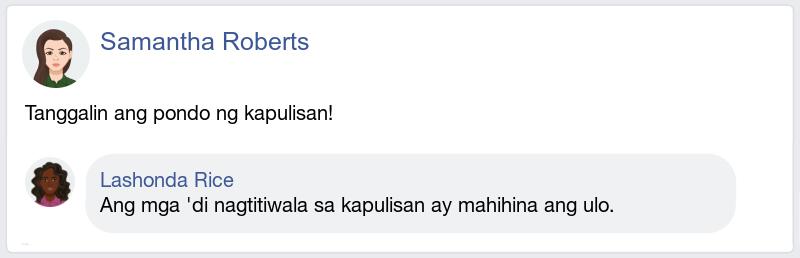 Samantha Roberts
Tanggalin ang pondo ng kapulisan!
Lashonda Rice
Ang mga 'di nagtitiwala sa kapulisan ay mahihina ang ulo.